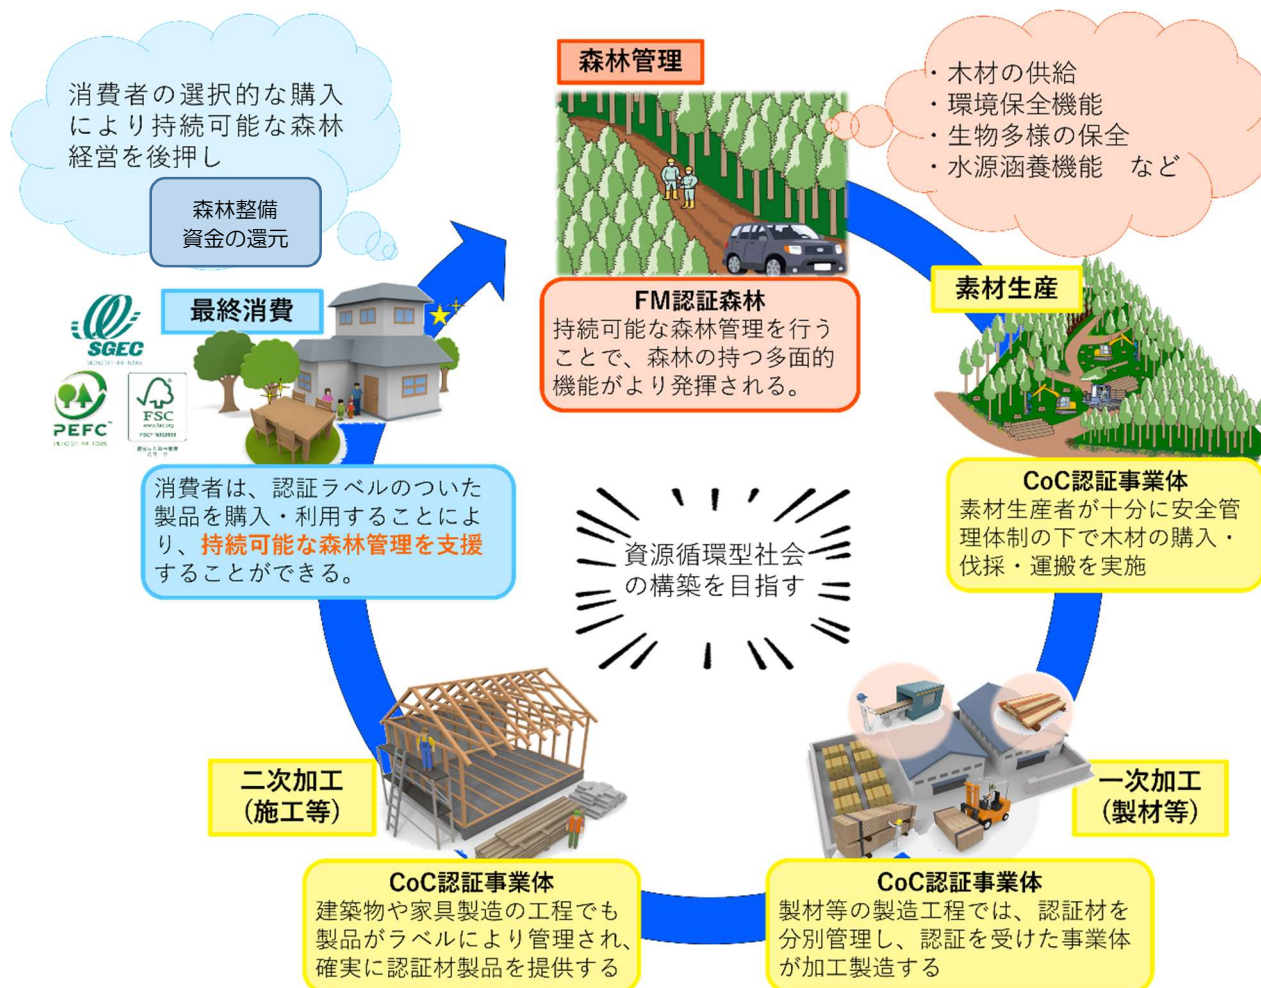 森林管理
・木材の供給
・環境保全機能
・生物多様の保全
・水源涵養機能　など
消費者の選択的な購入
により持続可能な森林
経営を後押し
森林整備
資金の還元
FM認証森林
持続可能な森林管理を行う
ことで、森林の持つ多面的
機能がより発揮される。
素材生産
CoC認証事業体
素材生産者が十分に安全管
理体制の下で木材の購入・
伐採・運搬を実施
一次加工
(製材等)
CoC認証事業体
製材等の製造工程では、認証材を
分別管理し、認証を受けた事業体
が加工製造する
二次加工
(施工等)
CoC認証事業体
建築物や家具製造の工程でも
製品がラベルにより管理され、
確実に認証材製品を提供する
最終消費
SGEC
PEFC
FSC
www.fsc.org
消費者は、認証ラベルのついた
製品を購入・利用することによ
り、持続可能な森林管理を支援
することができる。
資源循環型社会
の構築を目指す